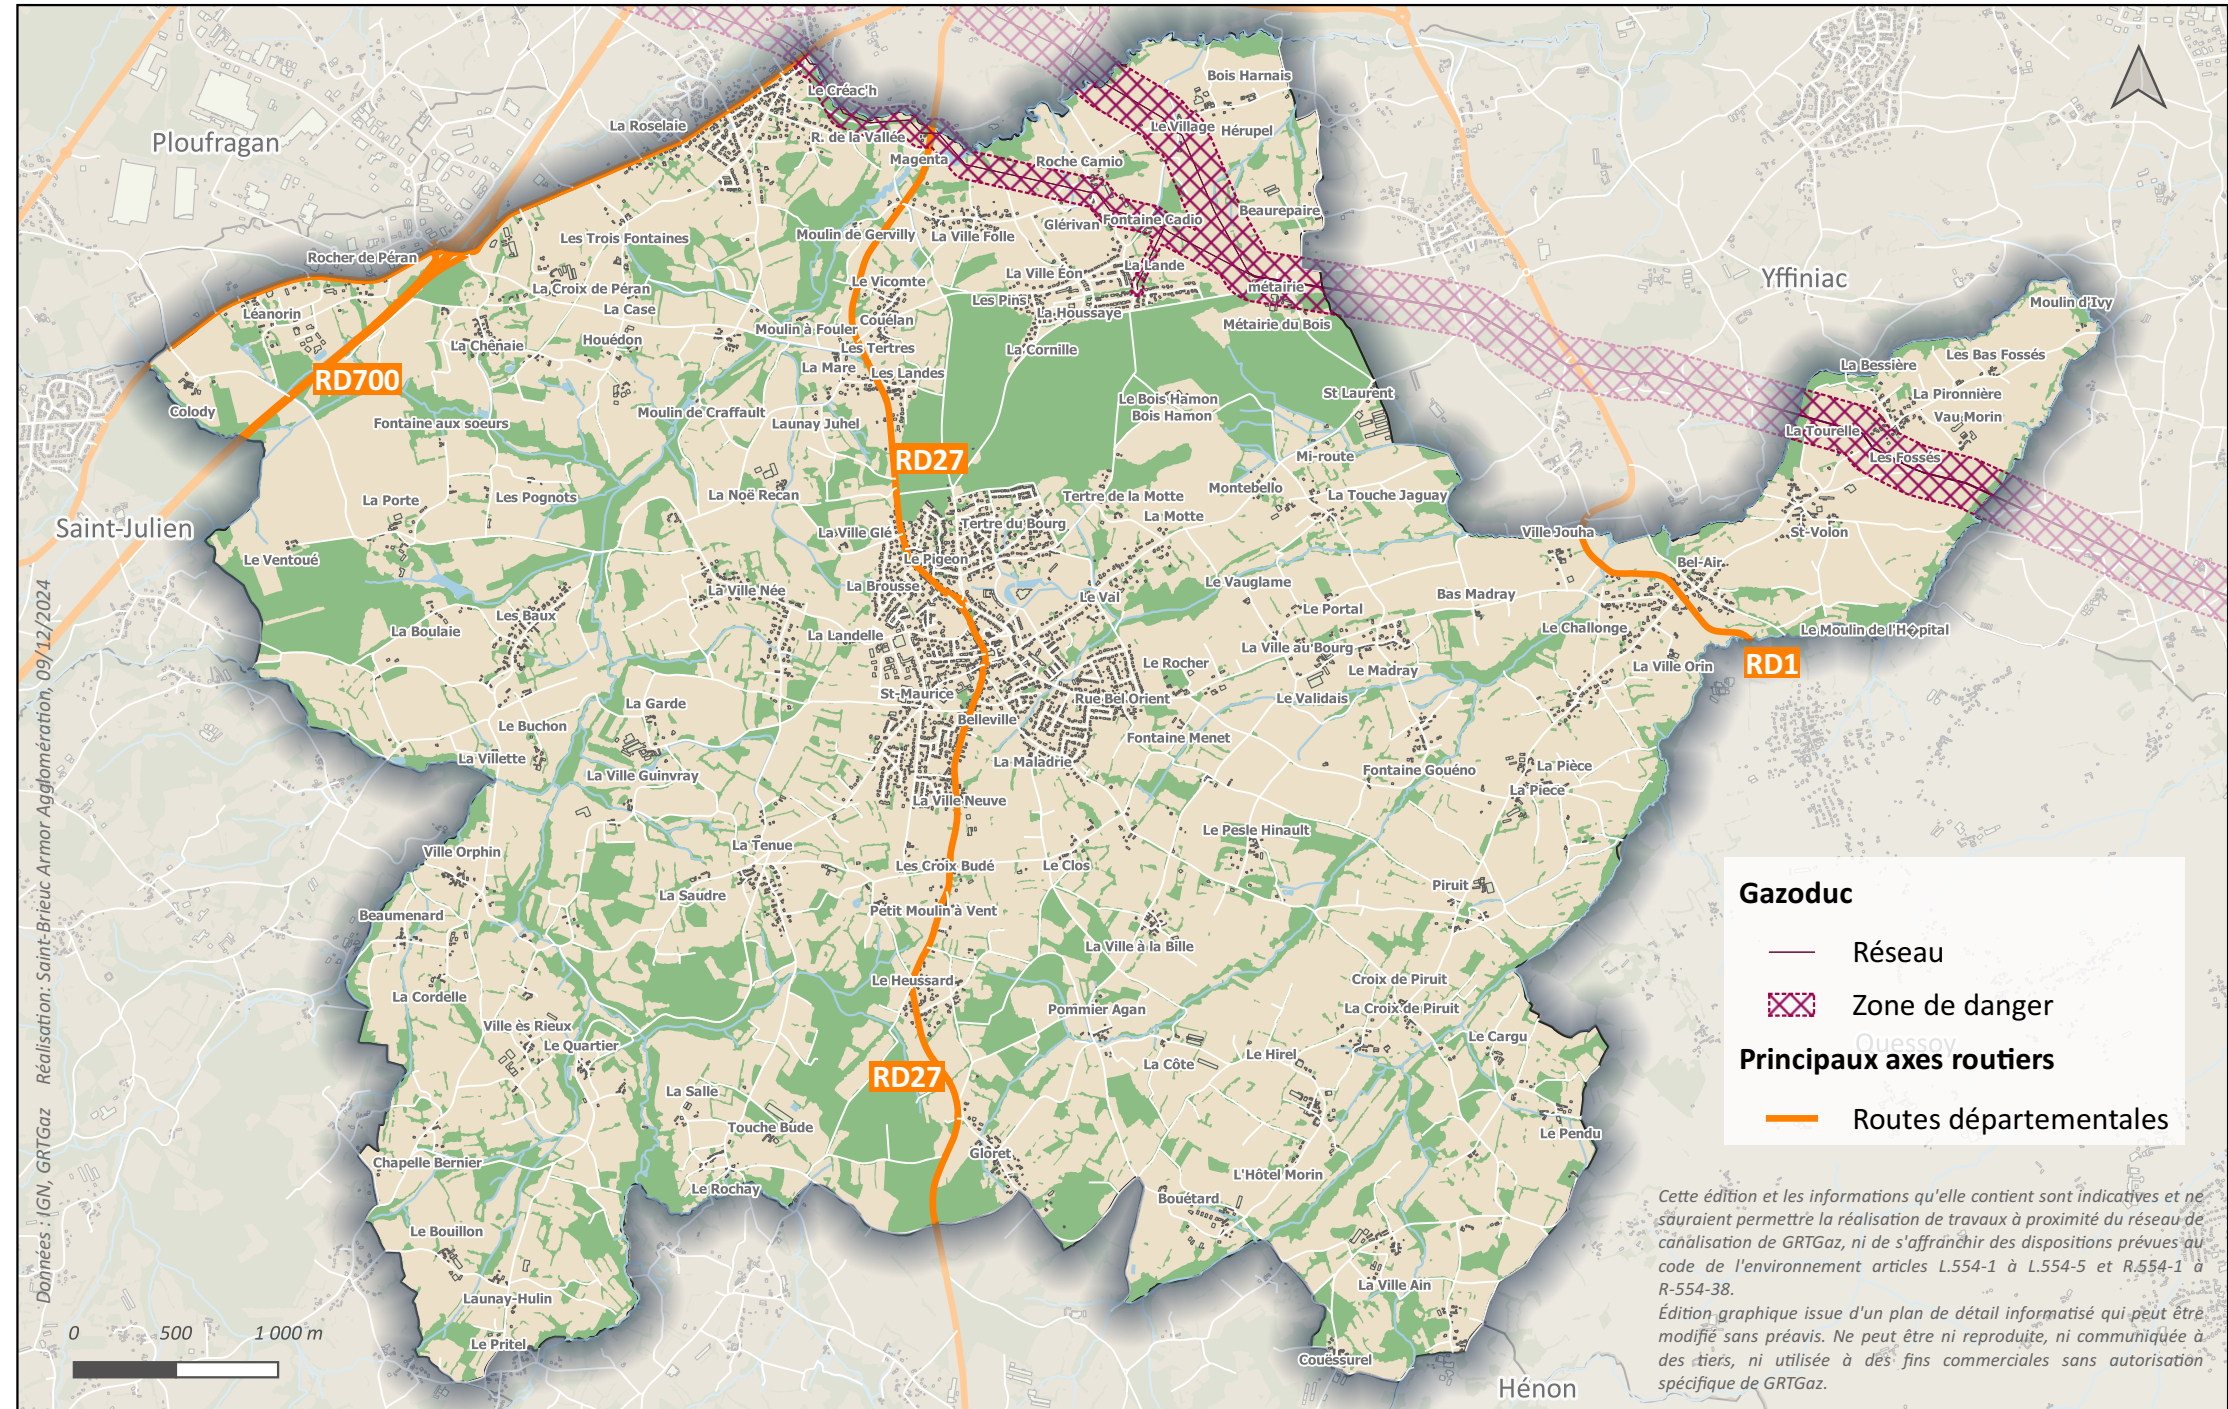 Bois Harnais
Le Créac'h
La Roselaie
Le Village
Hérupel
R. de la Vallée
Ploufragan
Magenta
Roche Camio
Beaurepaire
Fontaine Cadio
Glérivan
Moulin de Gervilly
La Ville Folle
Les Trois Fontaines
Rocher de Péran
La Lande
La Ville Éon
Yffiniac
Le Vicomte
La Croix de Péran
métairie
Les Pins
Moulin d'Ivy
La Case
Léanorin
La Houssaye
Couélan
Métairie du Bois
Moulin à Fouler
Houédon
La Chênaie
Les Tertres
La Cornille
Les Bas Fossés
La Bessière
La Mare
Les Landes
RD700
St Laurent
La Pironnière
Le Bois Hamon
Colody
Moulin de Craffault
Bois Hamon
Vau Morin
Fontaine aux soeurs
Launay Juhel
La Tourelle
Mi-route
Les Fossés
RD27
Montebello
La Noë Recan
Les Pognots
La Porte
Tertre de la Motte
La Touche Jaguay
La Motte
Tertre du Bourg
Saint-Julien
La Ville Glé
Ville Jouha
St-Volon
Le Ventoué
Le Pigeon
Bel-Air
La Brousse
Le Vauglame
La Ville Née
Bas Madray
Le Val
Le Portal
Les Baux
La Boulaie
La Landelle
Le Challonge
Le Moulin de l'H�pital
La Ville au Bourg
Le Rocher
Le Madray
La Ville Orin
RD1
St-Maurice
Rue Bel Orient
Le Validais
La Garde
Belleville
Le Buchon
Fontaine Menet
La Villette
La Maladrie
La Pièce
Fontaine Gouéno
La Ville Guinvray
La Piece
La Ville Neuve
Le Pesle Hinault
La Tenue
Ville Orphin
Les Croix Budé
Le Clos
Piruit
La Saudre
Petit Moulin à Vent
Beaumenard
La Ville à la Bille
Le Heussard
Croix de Piruit
La Cordelle
Pommier Agan
La Croix de Piruit
Ville ès Rieux
Le Quartier
Le Cargu
Le Hirel
La Côte
RD27
La Salle
Touche Bude
Le Pendu
Gloret
Chapelle Bernier
L'Hôtel Morin
Le Rochay
Bouétard
Le Bouillon
La Ville Ain
Launay-Hulin
Le Pritel
Couëssurel
Hénon
Quessoy
Gazoduc
Réseau
Zone de danger
Principaux axes routiers
Routes départementales
Cette édition et les informations qu'elle contient sont indicatives et ne
sauraient permettre la réalisation de travaux à proximité du réseau de
canalisation de GRTGaz, ni de s'affranchir des dispositions prévues au
code de l'environnement articles L.554-1 à L.554-5 et R.554-1 à
R-554-38.
Édition graphique issue d'un plan de détail informatisé qui peut être
modifié sans préavis. Ne peut être ni reproduite, ni communiquée à
des tiers, ni utilisée à des fins commerciales sans autorisation
spécifique de GRTGaz.
0 500 1 000 m
Données : IGN, GRTGaz Réalisation: Saint-Brieuc Armor Agglomération, 09/12/2024